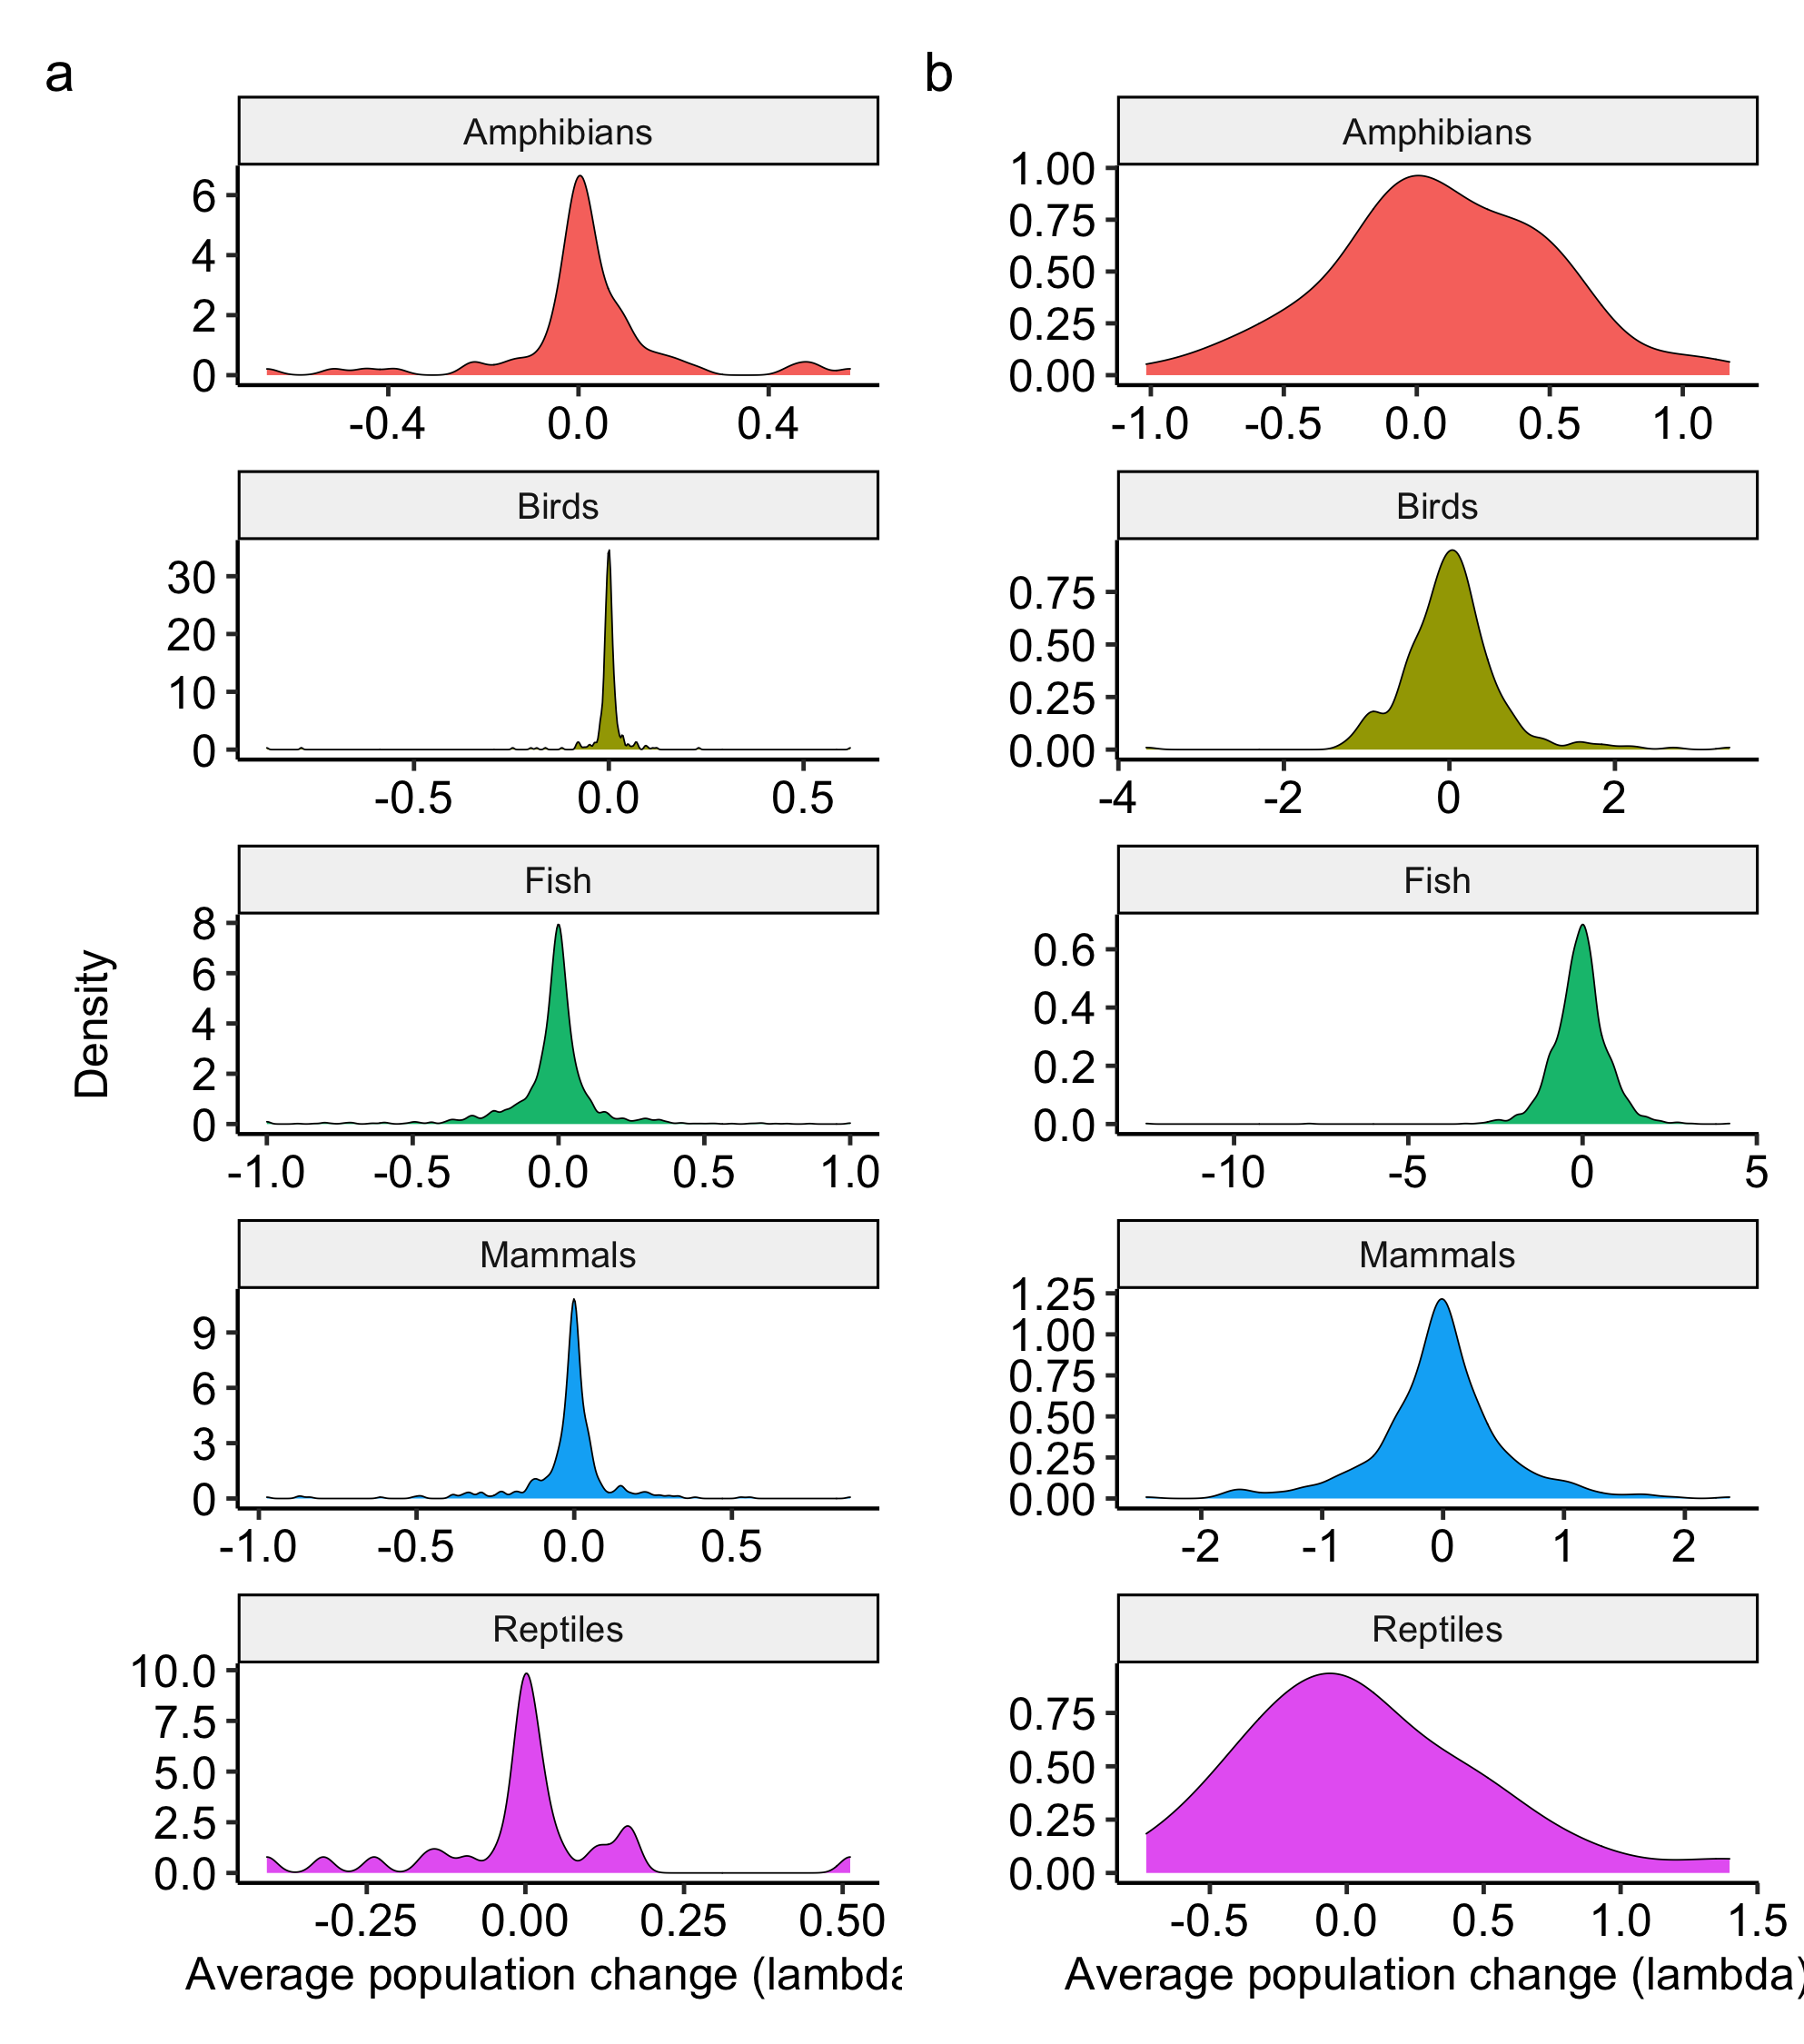 a
b
Amphibians
Amphibians
6
4
2
0
-0.4 0.0 0.4
1.00
0.75
0.50
0.25
0.00
-1.0 -0.5 0.0 0.5 1.0
Birds
Birds
30
20
10
0
-0.5 0.0 0.5
0.75
0.50
0.25
0.00
-4 -2 0 2
Density
Fish
Fish
8
6
4
2
0
-1.0 -0.5 0.0 0.5 1.0
0.6
0.4
0.2
0.0
-10 -5 0 5
Mammals
Mammals
9
6
3
0
-1.0 -0.5 0.0 0.5
1.25
1.00
0.75
0.50
0.25
0.00
-2 -1 0 1 2
Reptiles
Reptiles
10.0
7.5
5.0
2.5
0.0
-0.25 0.00 0.25 0.50
0.75
0.50
0.25
0.00
-0.5 0.0 0.5 1.0 1.5
Average population change (lambda
Average population change (lambda)